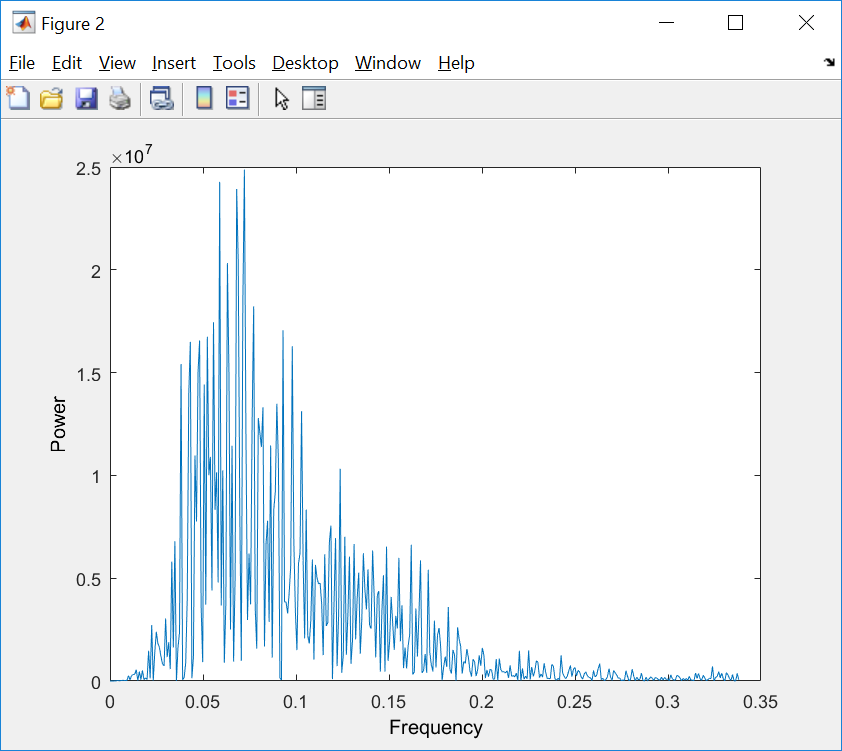 Figure 2
File Edit View Insert Tools Desktop Window Help
×10^7
2.5
2
1.5
1
0.5
0
Power
0 0.05 0.1 0.15 0.2 0.25 0.3 0.35
Frequency